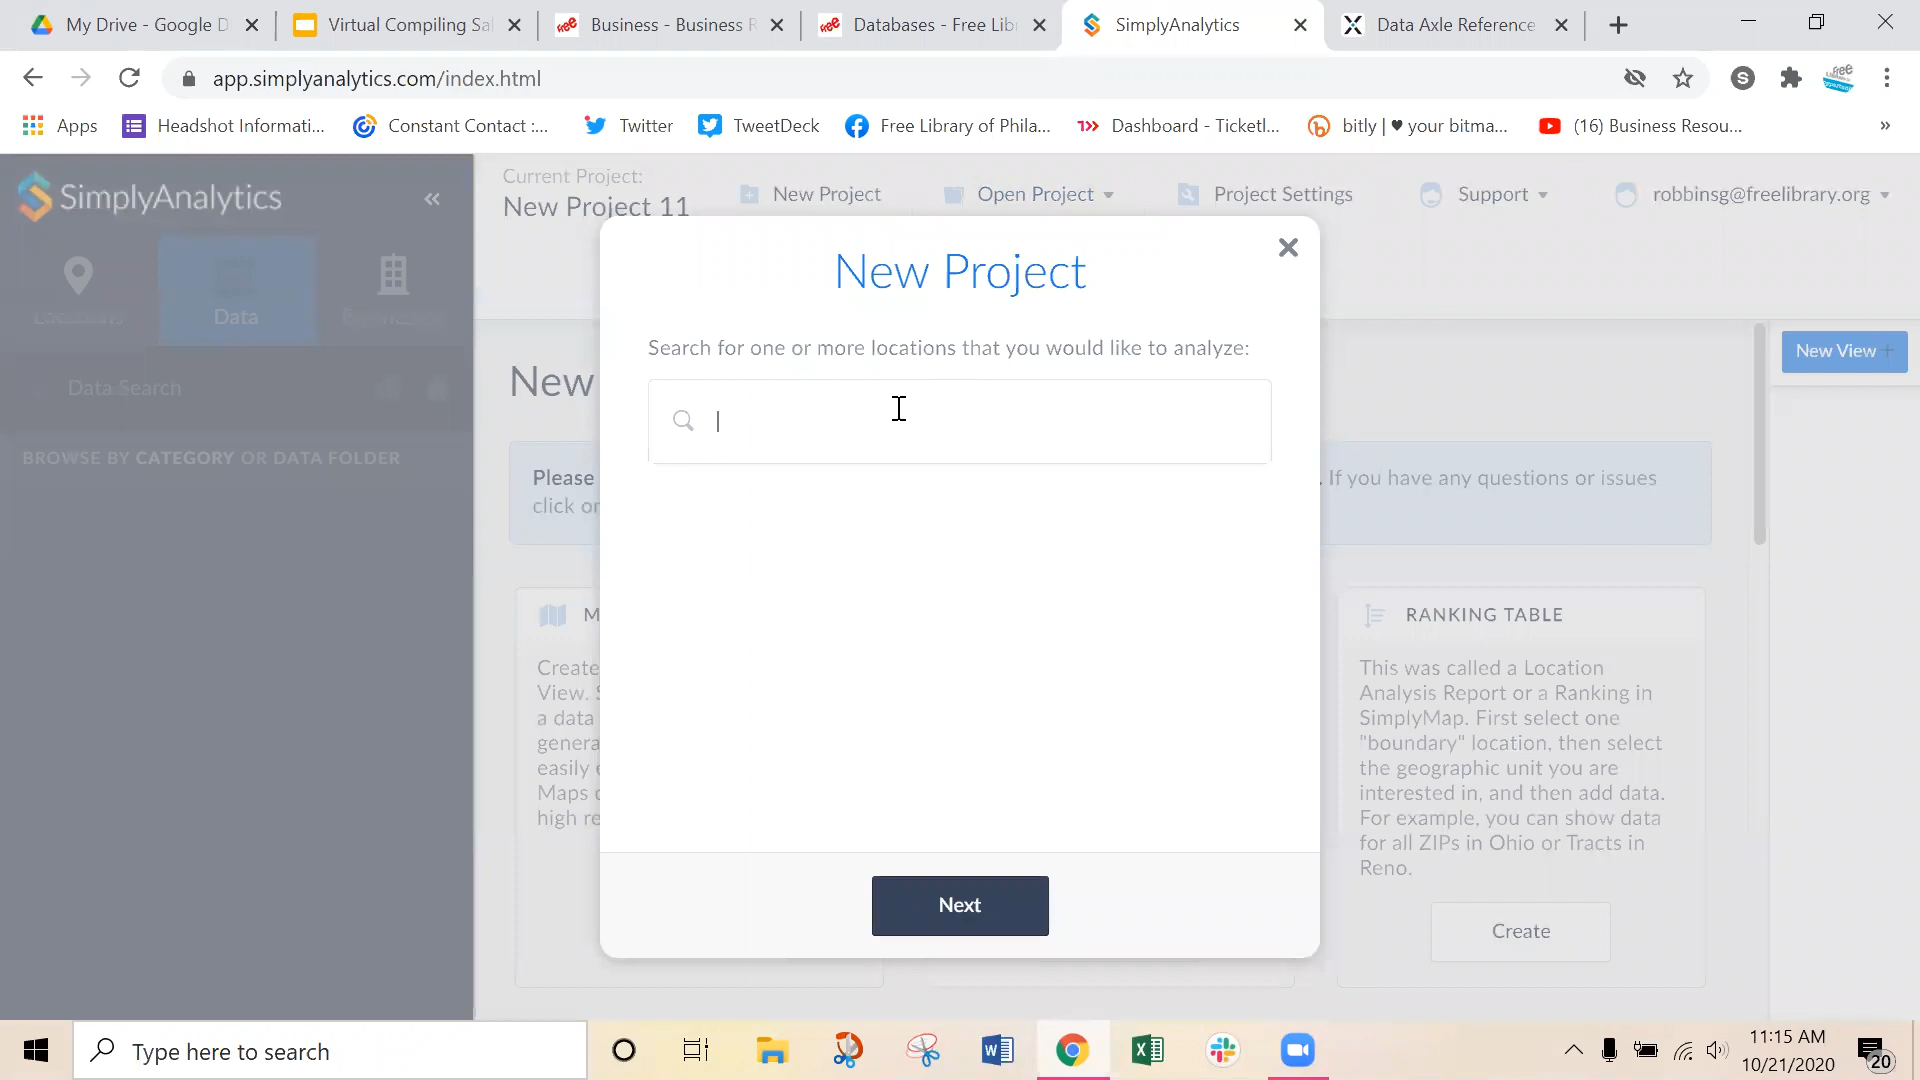 My Drive - Google D
Virtual Compiling Sal
Business - Business R
Databases - Free Libr
SimplyAnalytics
Data Axle Reference
app.simplyanalytics.com/index.html
Apps
Headshot Informati...
Constant Contact :...
Twitter
TweetDeck
Free Library of Phila...
Dashboard - Ticketl...
bitly | ♥ your bitma...
(16) Business Resou...
»
SimplyAnalytics
«
Locations
Data
Data Search
BROWSE BY CATEGORY OR DATA FOLDER
Current Project:
New Project 11
New Project
Open Project
Project Settings
Support
robbinsg@freelibrary.org
New View +
New
Please
. If you have any questions or issues
click or
New Project
Search for one or more locations that you would like to analyze:
Next
M
Create
View. S
a data
genera
easily e
Maps c
high re
RANKING TABLE
This was called a Location
Analysis Report or a Ranking in
SimplyMap. First select one
"boundary" location, then select
the geographic unit you are
interested in, and then add data.
For example, you can show data
for all ZIPs in Ohio or Tracts in
Reno.
Create
Type here to search
11:15 AM
10/21/2020
20